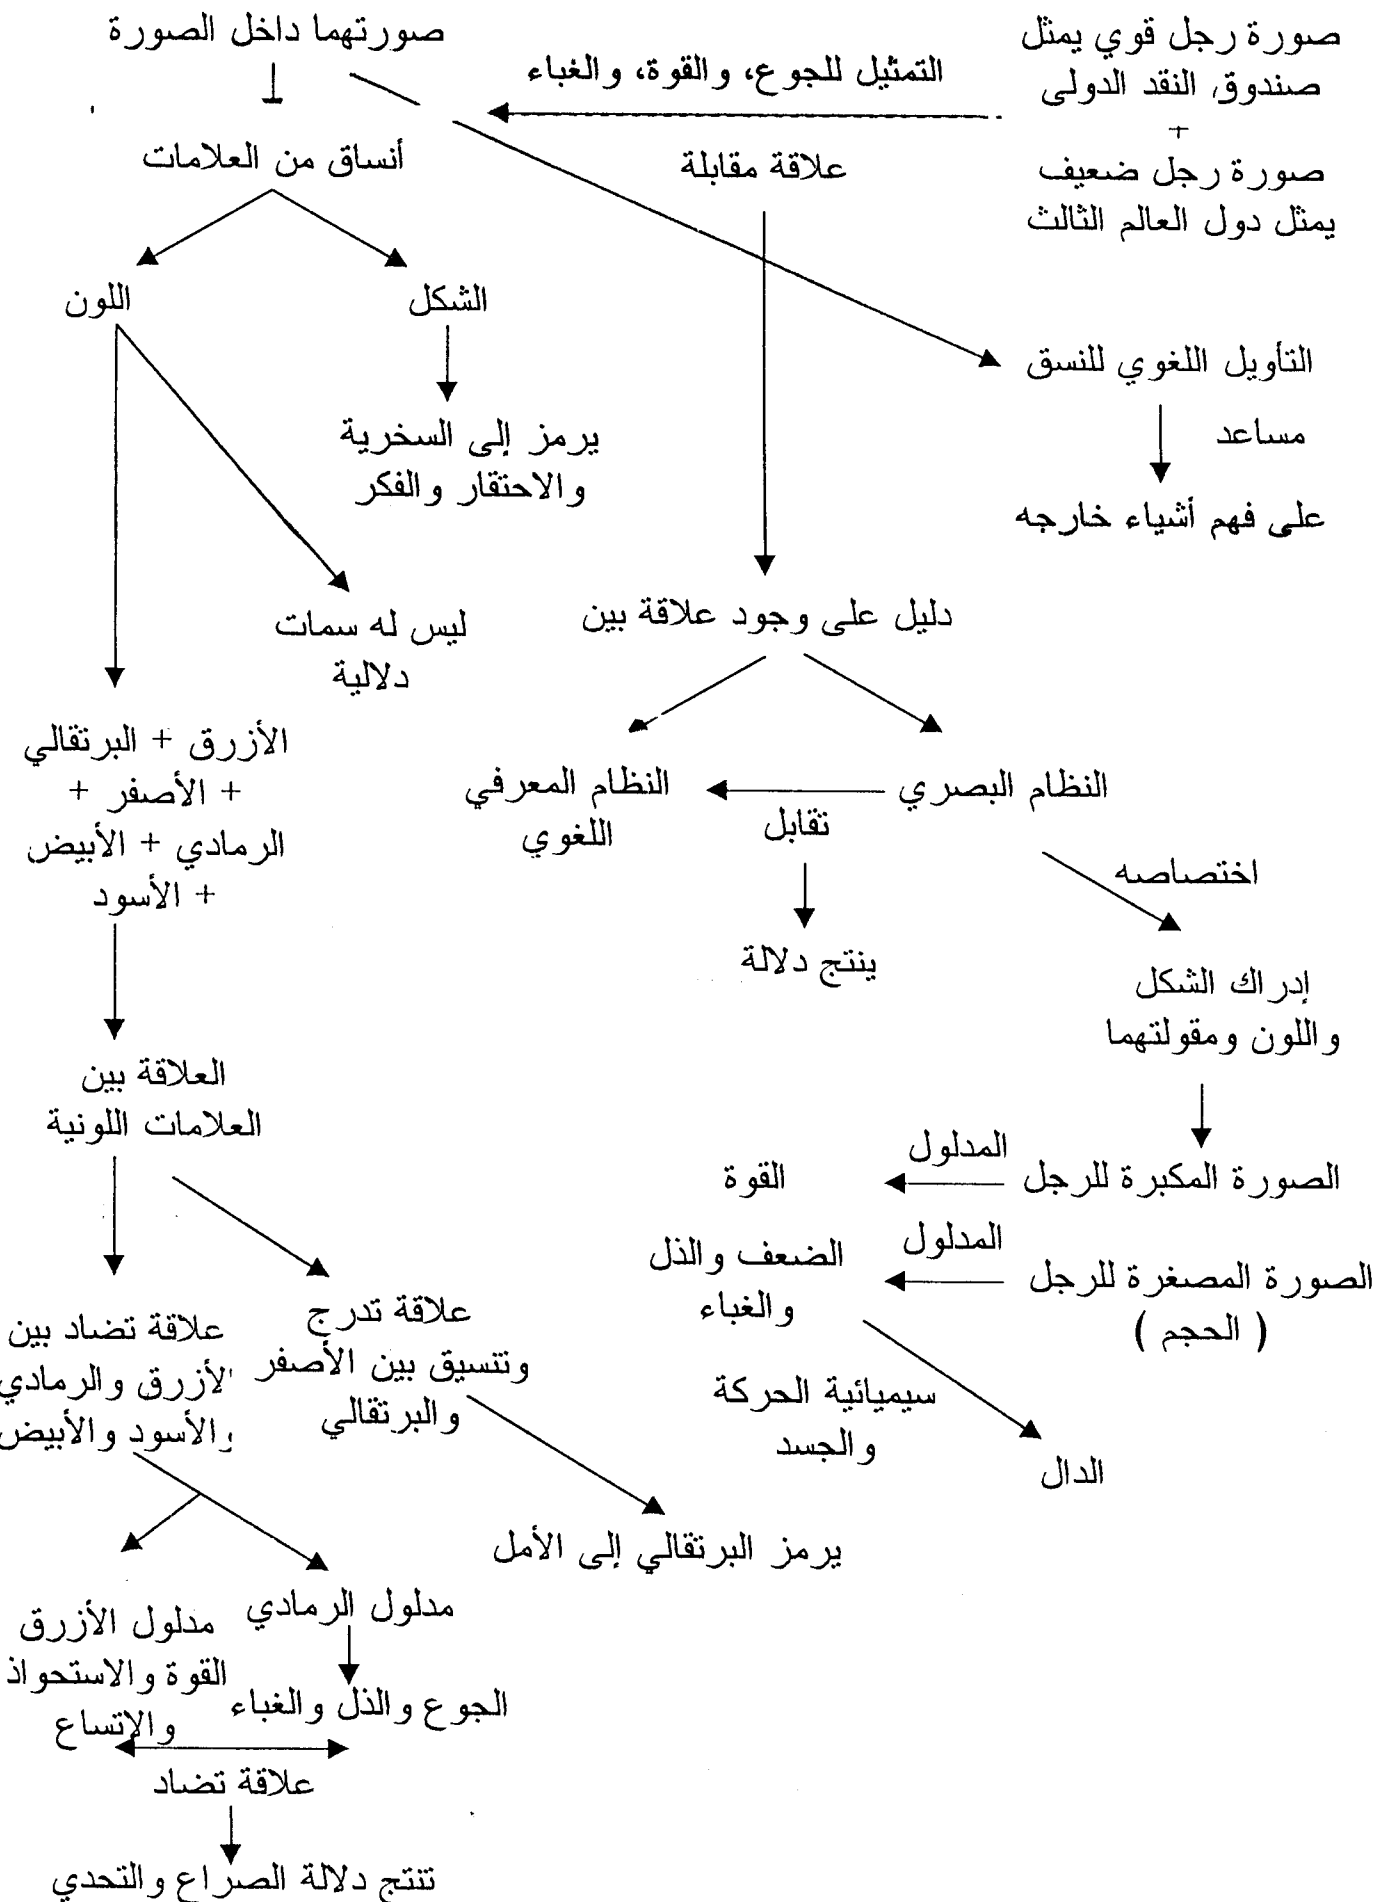 صورة رجل قوي يمثل
صندوق النقد الدولى
+
صورة رجل ضعيف
يمثل دول العالم الثالث
التمثيل للجوع، والقوة، والغباء
علاقة مقابلة
صورتهما داخل الصورة
أنساق من العلامات
الشكل
اللون
يرمز إلى السخرية
والاحتقار والفكر
ليس له سمات
دلالية
التأويل اللغوي للنسق
مساعد
على فهم أشياء خارجه
دليل على وجود علاقة بين
النظام البصري
تقابل
النظام المعرفي
اللغوي
ينتج دلالة
اختصاصه
إدراك الشكل
واللون ومقولتهما
الصورة المكبرة للرجل
المدلول
القوة
الصورة المصغرة للرجل
( الحجم )
المدلول
الضعف والذل
والغباء
سيميائية الحركة
والجسد
الدال
الأزرق + البرتقالي
+ الأصفر +
الرمادي + الأبيض
+ الأسود
العلاقة بين
العلامات اللونية
علاقة تدرج
وتنسيق بين الأصفر
والبرتقالي
يرمز البرتقالي إلى الأمل
علاقة تضاد بين
الأزرق والرمادي
والأسود والأبيض
مدلول الرمادي
الجوع والذل والغباء
مدلول الأزرق
القوة والاستحواذ
والإتساع
علاقة تضاد
تنتج دلالة الصراع والتحدي